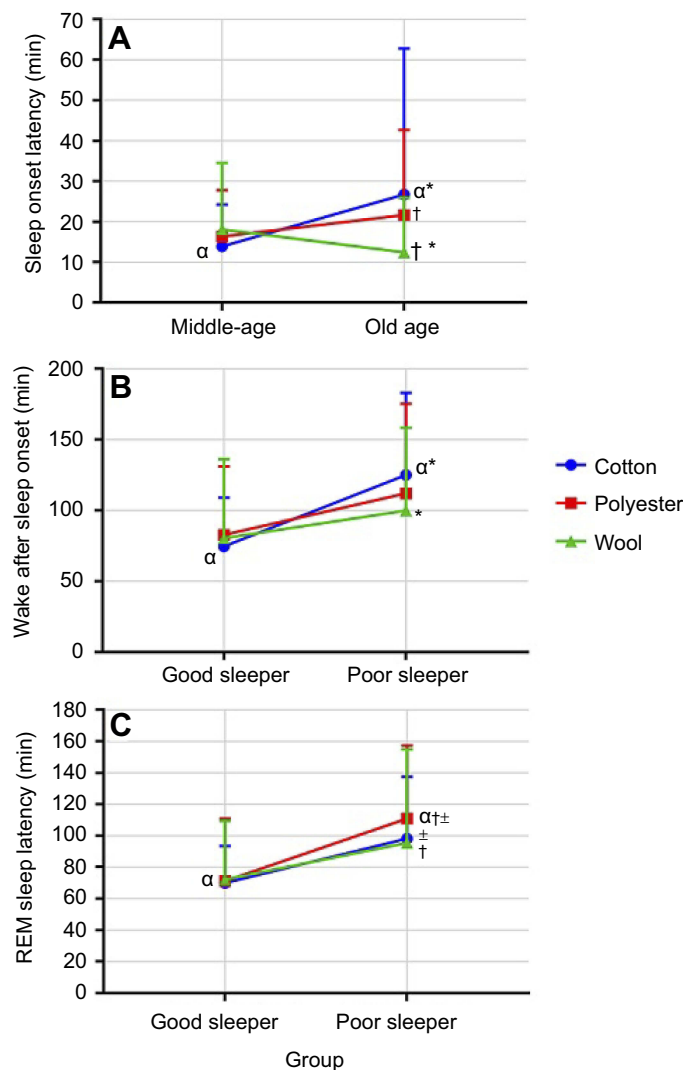 A
Sleep onset latency (min)
70
60
50
40
30
20
10
0
α
α*
†
† *
Middle-age
Old age
B
Wake after sleep onset (min)
200
150
100
50
0
α
α*
*
Good sleeper
Poor sleeper
Cotton
Polyester
Wool
C
REM sleep latency (min)
180
160
140
120
100
80
60
40
20
0
α
α†±
±
†
Good sleeper
Poor sleeper
Group